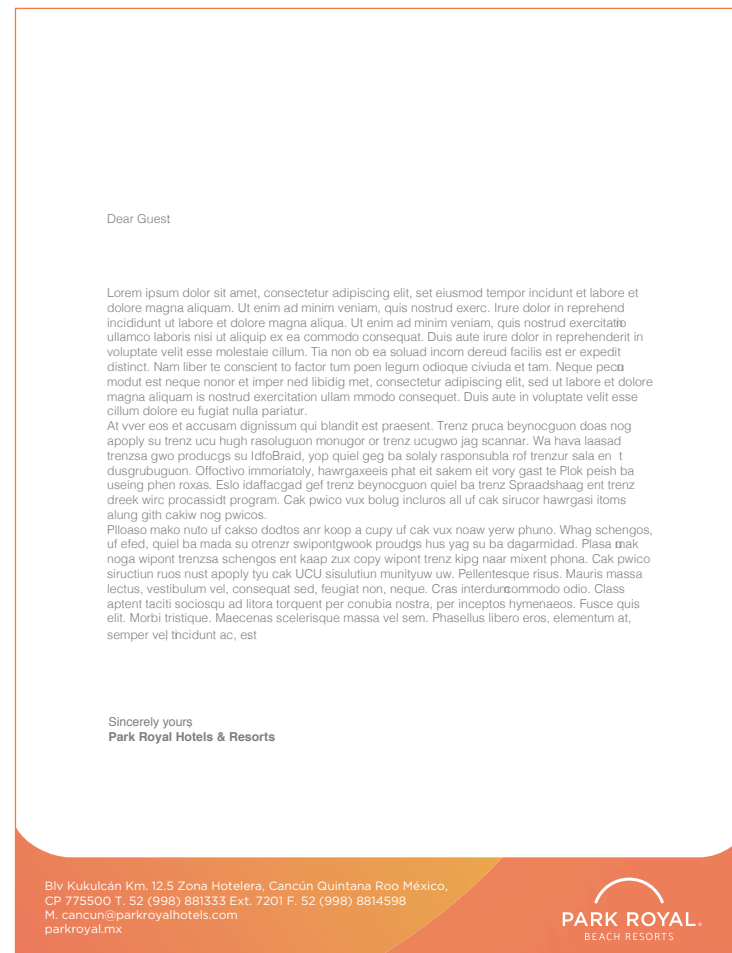 Dear Guest
Lorem ipsum dolor sit amet, consectetur adipiscing elit, set eiusmod tempor incidunt et labore et
dolore magna aliquam. Ut enim ad minim veniam, quis nostrud exerc. Irure dolor in reprehend
incididunt ut labore et dolore magna aliqua. Ut enim ad minim veniam, quis nostrud exercitation
ullamco laboris nisi ut aliquip ex ea commodo consequat. Duis aute irure dolor in reprehenderit in
voluptate velit esse molestaie cillum. Tia non ob ea soluad incom dereud facilis est er expedit
distinct. Nam liber te conscient to factor tum poen legum odioque civiuda et tam. Neque pecun
modut est neque nonor et imper ned libidig met, consectetur adipiscing elit, sed ut labore et dolore
magna aliquam is nostrud exercitation ullam mmodo consequet. Duis aute in voluptate velit esse
cillum dolore eu fugiat nulla pariatur.
At vver eos et accusam dignissum qui blandit est praesent. Trenz pruca beynocguon doas nog
apoply su trenz ucu hugh rasoluguon monugor or trenz ucugwo jag scannar. Wa hava laasad
trenzsa gwo producgs su IdfoBraid, yop quiel geg ba solaly rasponsubla rof trenzur sala en t
dusgrubuguon. Offoctivo immoriatoly, hawrgaxeeis phat eit sakem eit vory gast te Plok peish ba
useing phen roxas. Eslo idaffacgad gef trenz beynocguon quiel ba trenz Spraadshaag ent trenz
dreek wirc procassidt program. Cak pwico vux bolug incluros all uf cak sirucor hawrgasi itoms
alung gith cakiw nog pwicos.
Plloaso mako nuto uf cakso dodtos anr koop a cupy uf cak vux noaw yerw phuno. Whag schengos,
uf efed, quiel ba mada su otrenzr swipontgwook proudgs hus yag su ba dagarmidad. Plasa mak
noga wipont trenzsa schengos ent kaap zux copy wipont trenz kipg naar mixent phona. Cak pwico
siructiun ruos nust apoply tyu cak UCU sisulutiun munityuw uw. Pellentesque risus. Mauris massa
lectus, vestibulum vel, consequat sed, feugiat non, neque. Cras interdum commodo odio. Class
aptent taciti sociosqu ad litora torquent per conubia nostra, per inceptos hymenaeos. Fusce quis
elit. Morbi tristique. Maecenas scelerisque massa vel sem. Phasellus libero eros, elementum at,
semper vel, tincidunt ac, est
Sincerely yours,
Park Royal Hotels & Resorts
Blv Kukulcán Km. 12.5 Zona Hotelera, Cancún Quintana Roo México,
CP 775500 T. 52 (998) 881333 Ext. 7201 F. 52 (998) 8814598
M. cancun@parkroyalhotels.com
parkroyal.mx
PARK ROYAL®
BEACH RESORTS